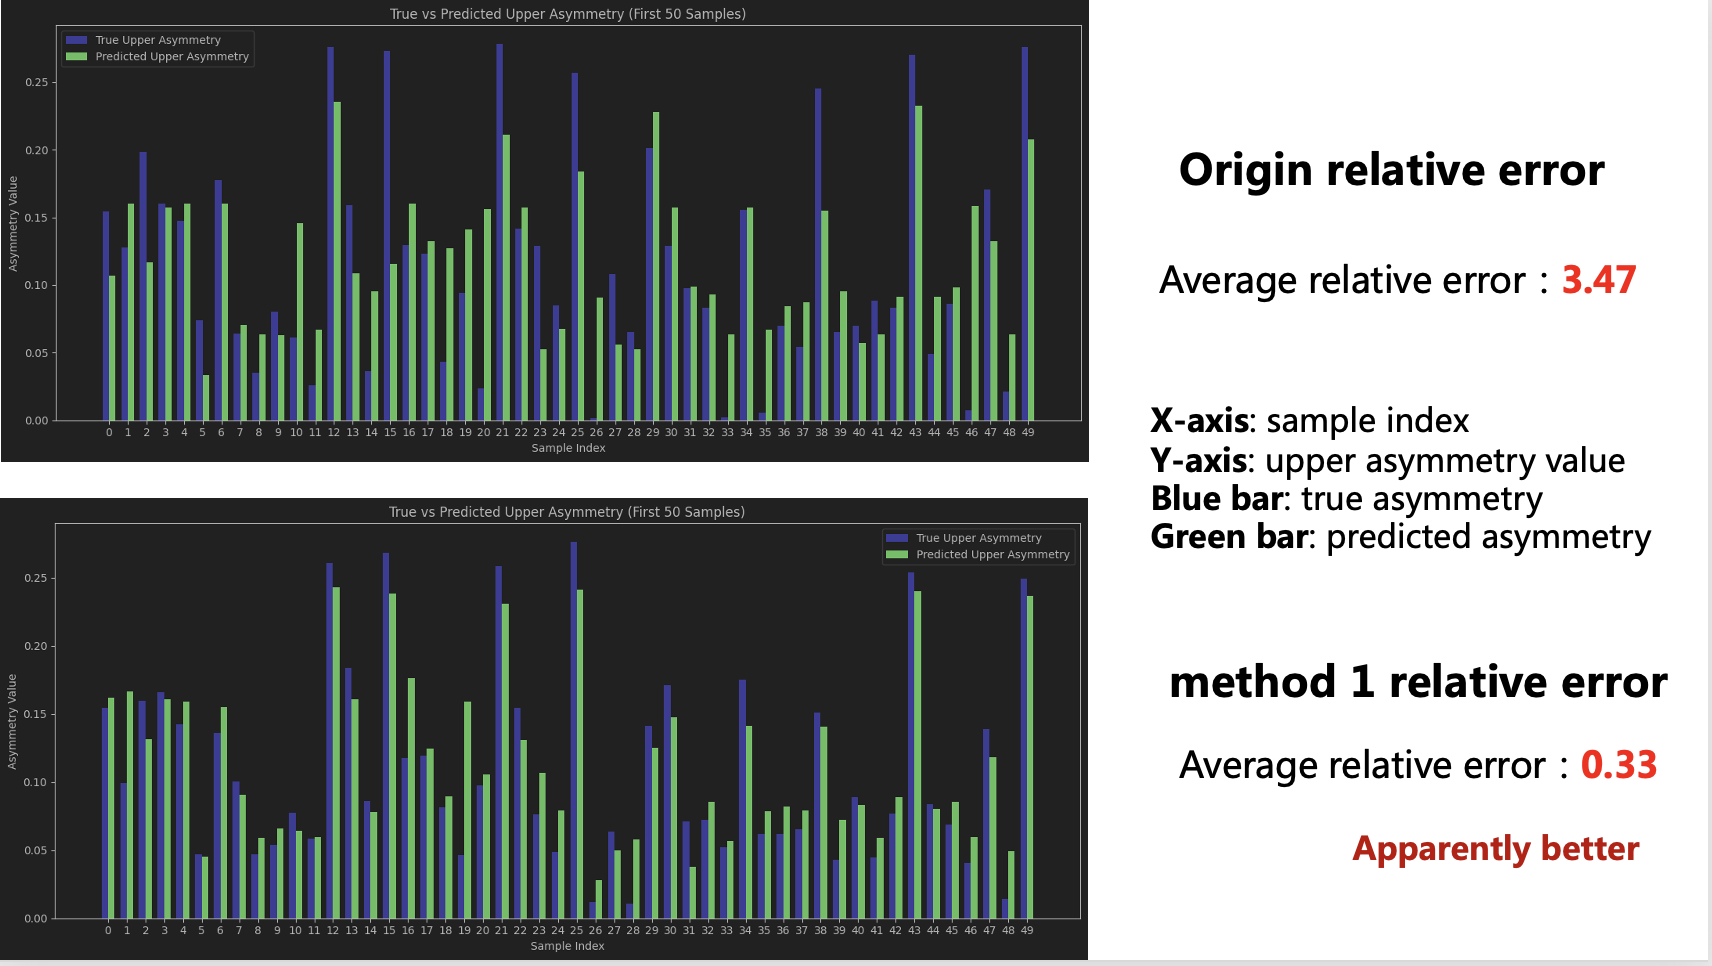 True vs Predicted Upper Asymmetry (First 50 Samples)
True Upper Asymmetry
Predicted Upper Asymmetry
Asymmetry Value
0.25
0.20
0.15
0.10
0.05
0.00
0 1 2 3 4 5 6 7 8 9 10 11 12 13 14 15 16 17 18 19 20 21 22 23 24 25 26 27 28 29 30 31 32 33 34 35 36 37 38 39 40 41 42 43 44 45 46 47 48 49
Sample Index
Origin relative error
Average relative error : 3.47
X-axis: sample index
Y-axis: upper asymmetry value
Blue bar: true asymmetry
Green bar: predicted asymmetry
True vs Predicted Upper Asymmetry (First 50 Samples)
True Upper Asymmetry
Predicted Upper Asymmetry
Asymmetry Value
0.25
0.20
0.15
0.10
0.05
0.00
0 1 2 3 4 5 6 7 8 9 10 11 12 13 14 15 16 17 18 19 20 21 22 23 24 25 26 27 28 29 30 31 32 33 34 35 36 37 38 39 40 41 42 43 44 45 46 47 48 49
Sample Index
method 1 relative error
Average relative error : 0.33
Apparently better